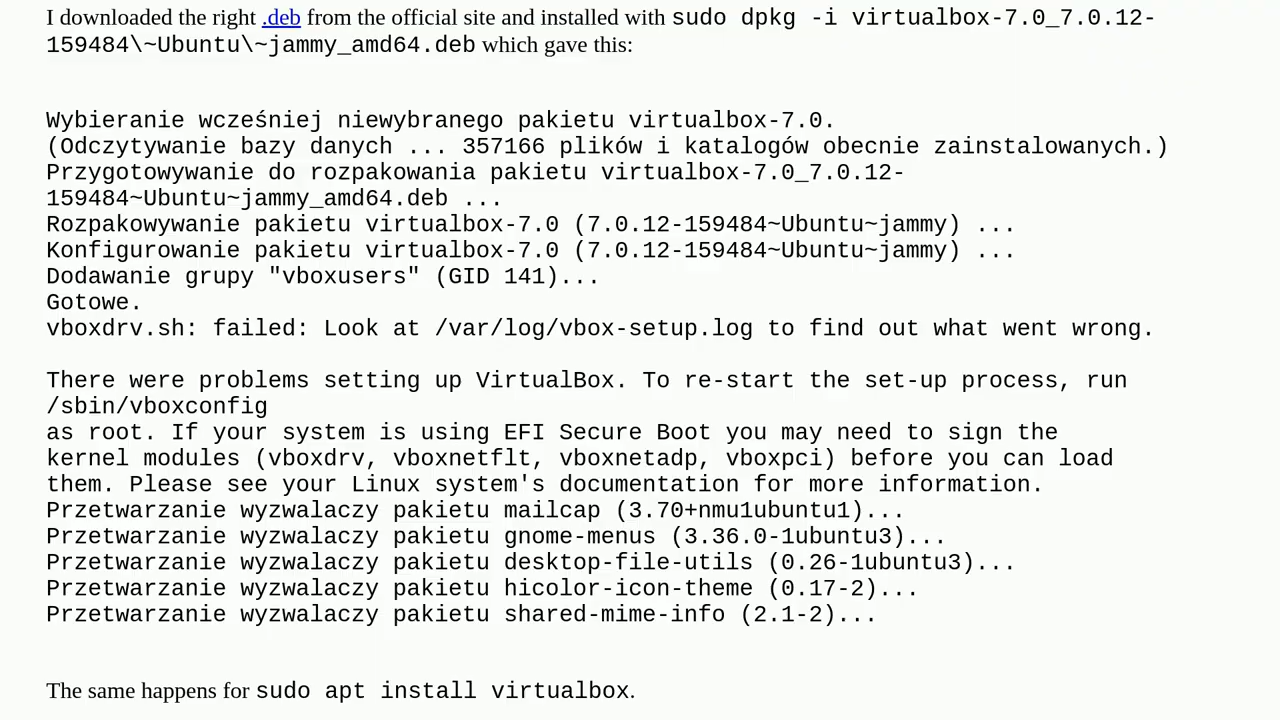 I downloaded the right .deb from the official site and installed with sudo dpkg -i virtualbox-7.0_7.0.12-
159484\~Ubuntu\~jammy_amd64.deb which gave this:
Wybieranie wcześniej niewybranego pakietu virtualbox-7.0.
(Odczytywanie bazy danych ... 357166 plików i katalogów obecnie zainstalowanych.)
Przygotowywanie do rozpakowania pakietu virtualbox-7.0_7.0.12-
159484~Ubuntu~jammy_amd64.deb ...
Rozpakowywanie pakietu virtualbox-7.0 (7.0.12-159484~Ubuntu~jammy) ...
Konfigurowanie pakietu virtualbox-7.0 (7.0.12-159484~Ubuntu~jammy) ...
Dodawanie grupy "vboxusers" (GID 141)...
Gotowe.
vboxdrv.sh: failed: Look at /var/log/vbox-setup.log to find out what went wrong.
There were problems setting up VirtualBox. To re-start the set-up process, run
/sbin/vboxconfig
as root. If your system is using EFI Secure Boot you may need to sign the
kernel modules (vboxdrv, vboxnetflt, vboxnetadp, vboxpci) before you can load
them. Please see your Linux system's documentation for more information.
Przetwarzanie wyzwalaczy pakietu mailcap (3.70+nmu1ubuntu1)...
Przetwarzanie wyzwalaczy pakietu gnome-menus (3.36.0-1ubuntu3)...
Przetwarzanie wyzwalaczy pakietu desktop-file-utils (0.26-1ubuntu3)...
Przetwarzanie wyzwalaczy pakietu hicolor-icon-theme (0.17-2)...
Przetwarzanie wyzwalaczy pakietu shared-mime-info (2.1-2)...
The same happens for sudo apt install virtualbox.